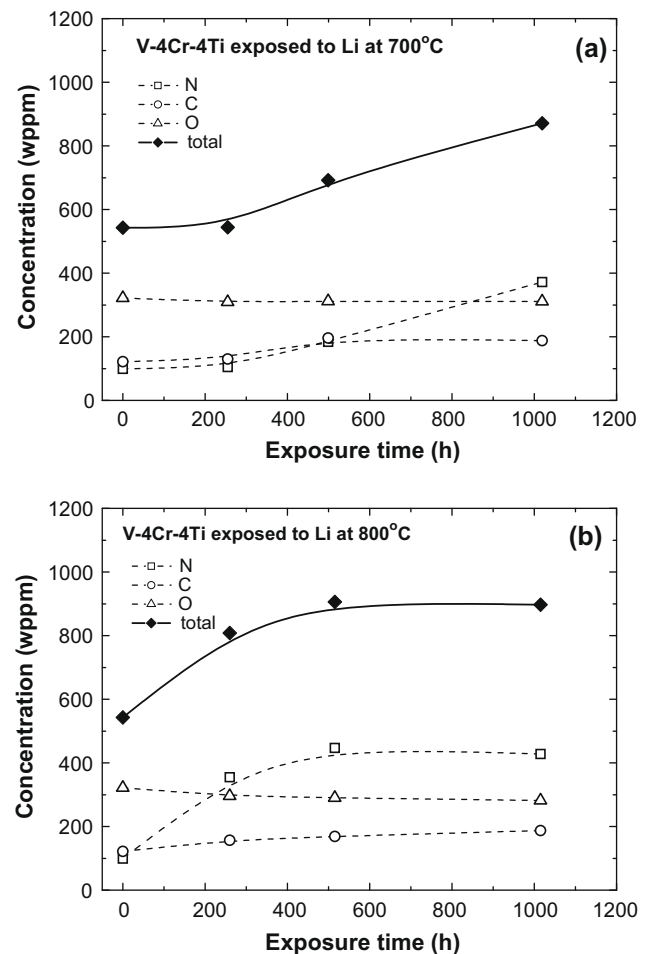 1200
V-4Cr-4Ti exposed to Li at 700°C
(a)
1000
N
C
800
O
total
600
400
200
0
Concentration (wppm)
0 200 400 600 800 1000 1200
Exposure time (h)
1200
V-4Cr-4Ti exposed to Li at 800°C
(b)
1000
N
C
800
O
total
600
400
200
0
Concentration (wppm)
0 200 400 600 800 1000 1200
Exposure time (h)